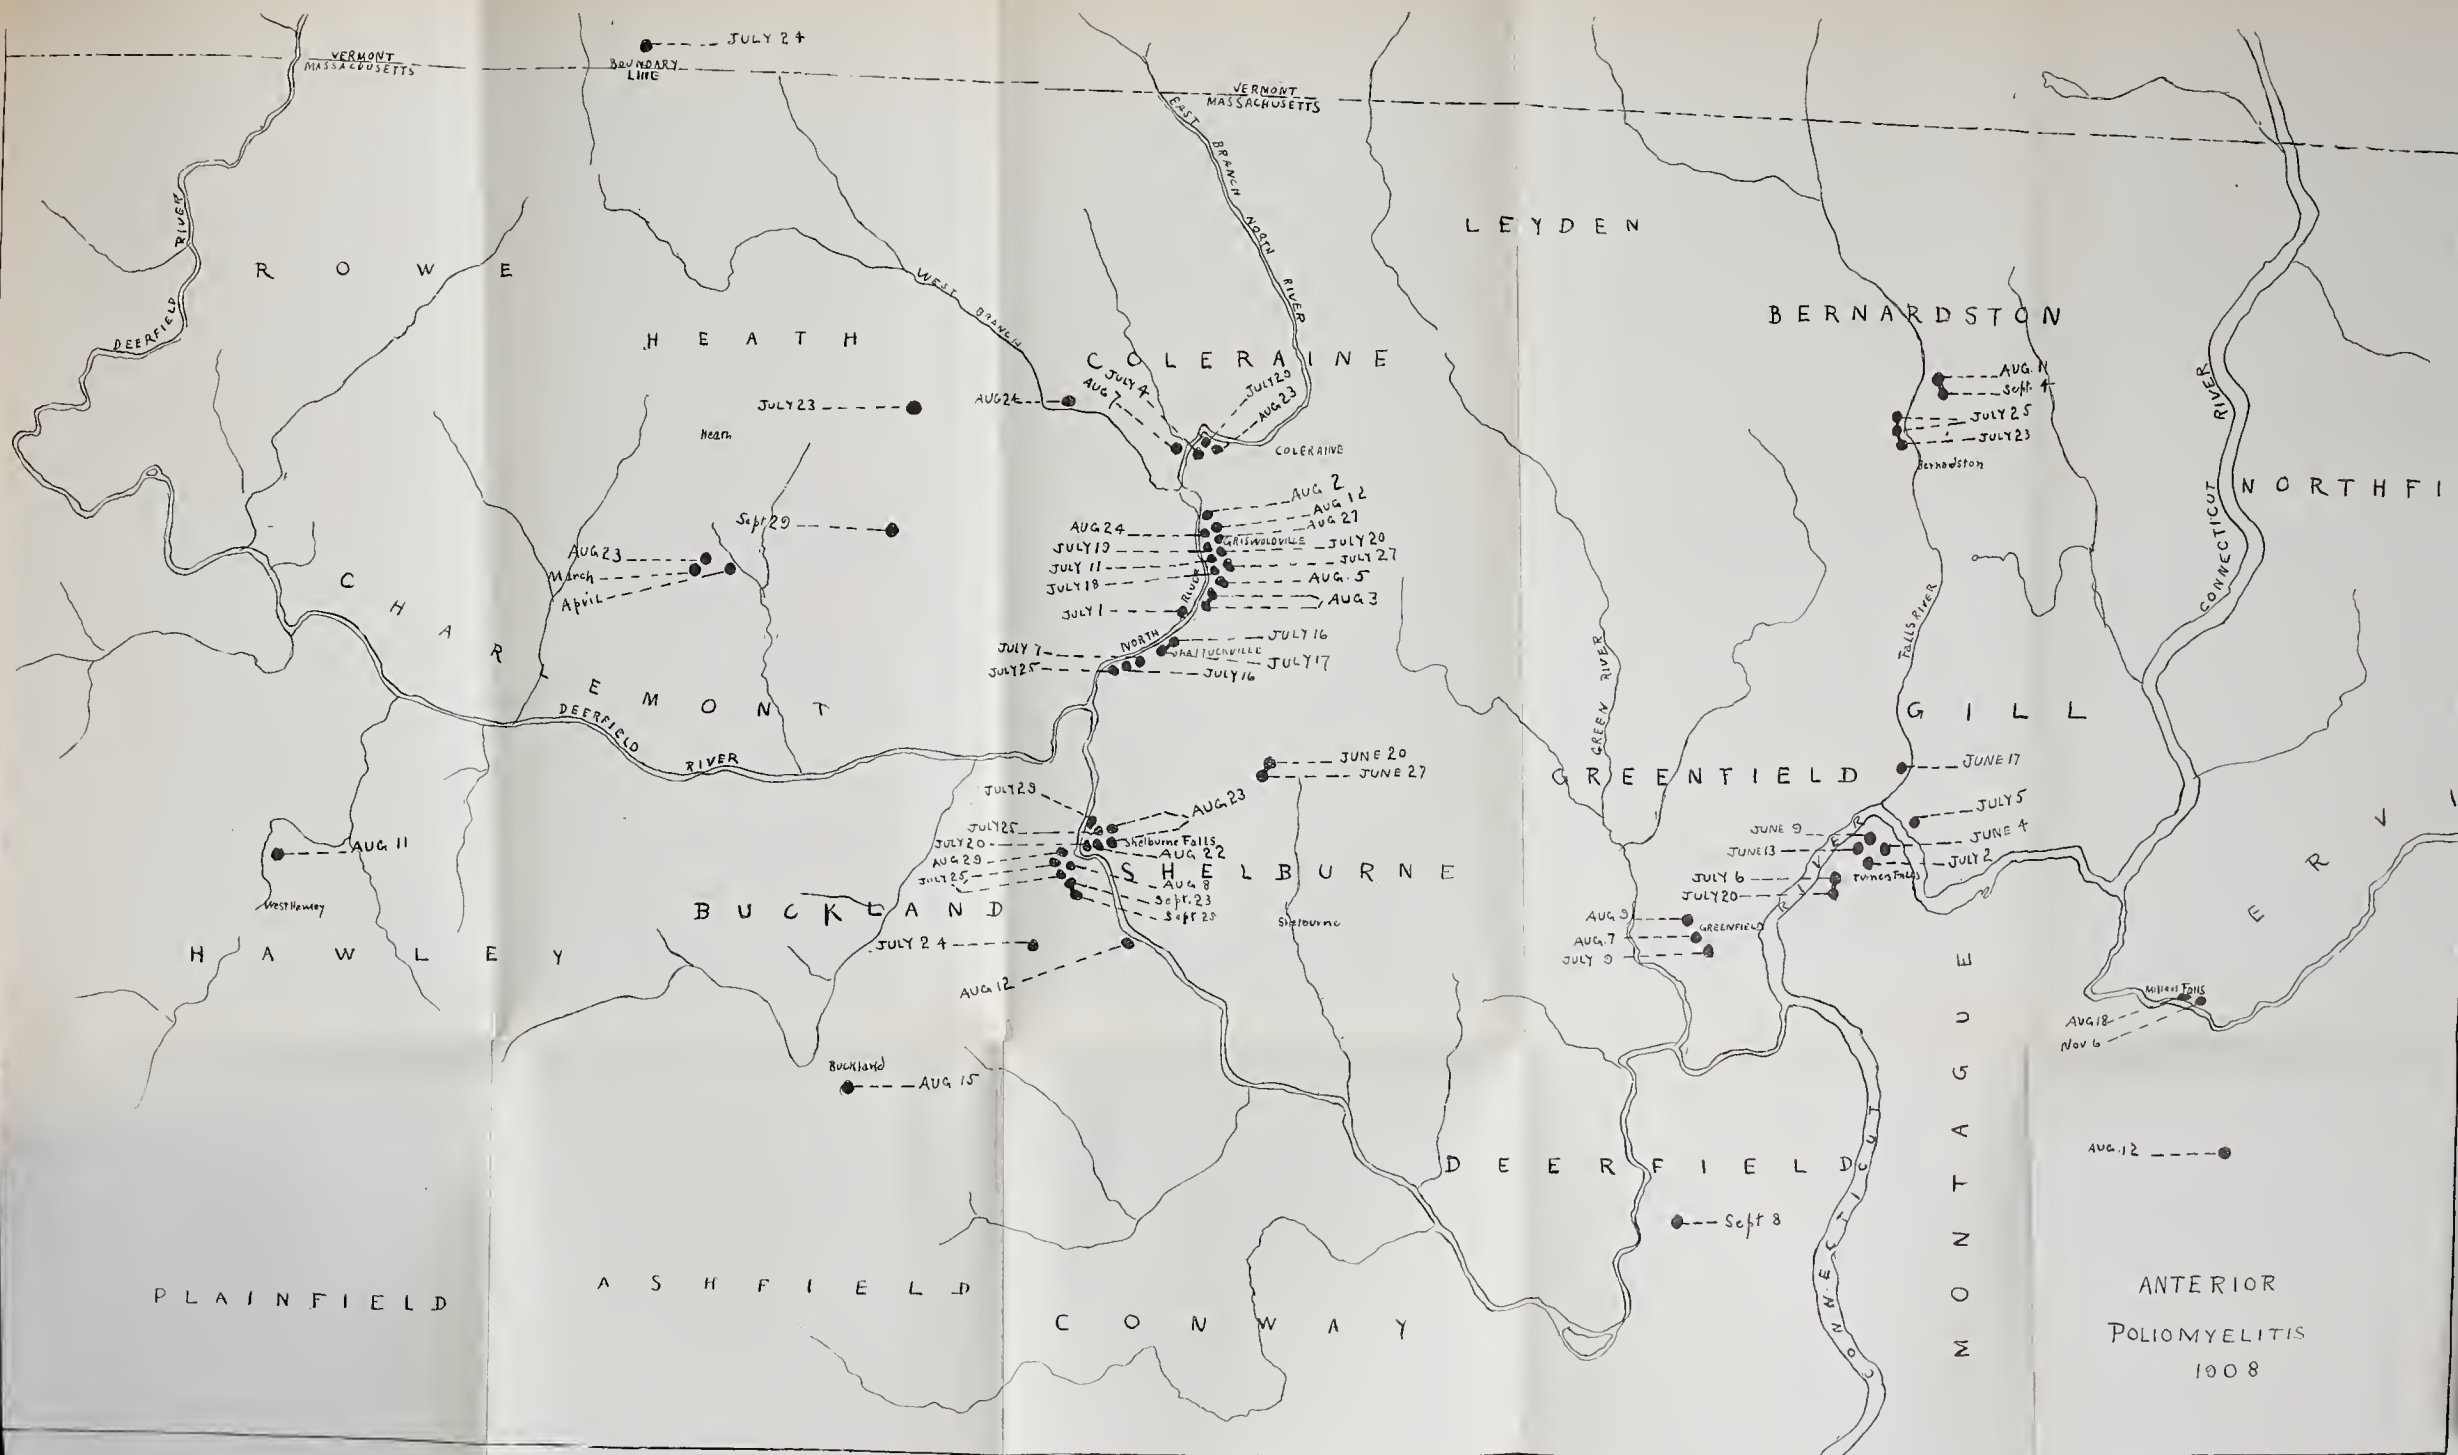 VERMONT
MASSACHUSETTS
JULY 24
BOUNDARY
LINE
VERMONT
MASSACHUSETTS
DEERFIELD RIVER
ROWE
EAST BRANCH NORTH RIVER
LEYDEN
WEST BRANCH
HEATH
COLERAINE
BERNARDSTON
JULY 23
Heath
AUG 24
JULY 4
AUG 7
JULY 29
AUG 23
COLERAINE
AUG. 11
Sept. 4
JULY 25
JULY 23
Bernadston
CONNECTICUT RIVER
NORTHFI
Sept 29
AUG 23
March
April
AUG 2
AUG 12
AUG 27
AUG 24
GRISWOLDVILLE
JULY 20
JULY 19
JULY 27
JULY 11
JULY 18
AUG. 5
AUG 3
JULY 1
NORTH RIVER
JULY 16
JULY 7
SHATTUCKVILLE
JULY 17
JULY 25
JULY 16
CHARLEMONT
DEERFIELD RIVER
GREEN RIVER
FALLS RIVER
GILL
JUNE 20
JUNE 27
GREENFIELD
JUNE 17
JULY 29
AUG 23
JULY 25
JULY 20
Shelburne Falls
AUG 22
AUG 29
JULY 25
AUG 8
Sept. 23
Sept 25
SHELBURNE
Shelburne
JULY 5
JUNE 9
JUNE 4
JUNE 13
JULY 2
JULY 6
Turners Falls
JULY 20
AUG 11
West Hawley
HAWLEY
BUCKLAND
JULY 24
AUG 12
AUG 9
GREENFIELD
AUG. 7
JULY 9
ERVI
Millers Falls
AUG 18
Nov 6
Buckland
AUG 15
DEERFIELD
Sept 8
CONNECTICUT RIVER
MONTAGUE
AUG. 12
PLAINFIELD
ASHFIELD
CONWAY
ANTERIOR
POLIOMYELITIS
1908